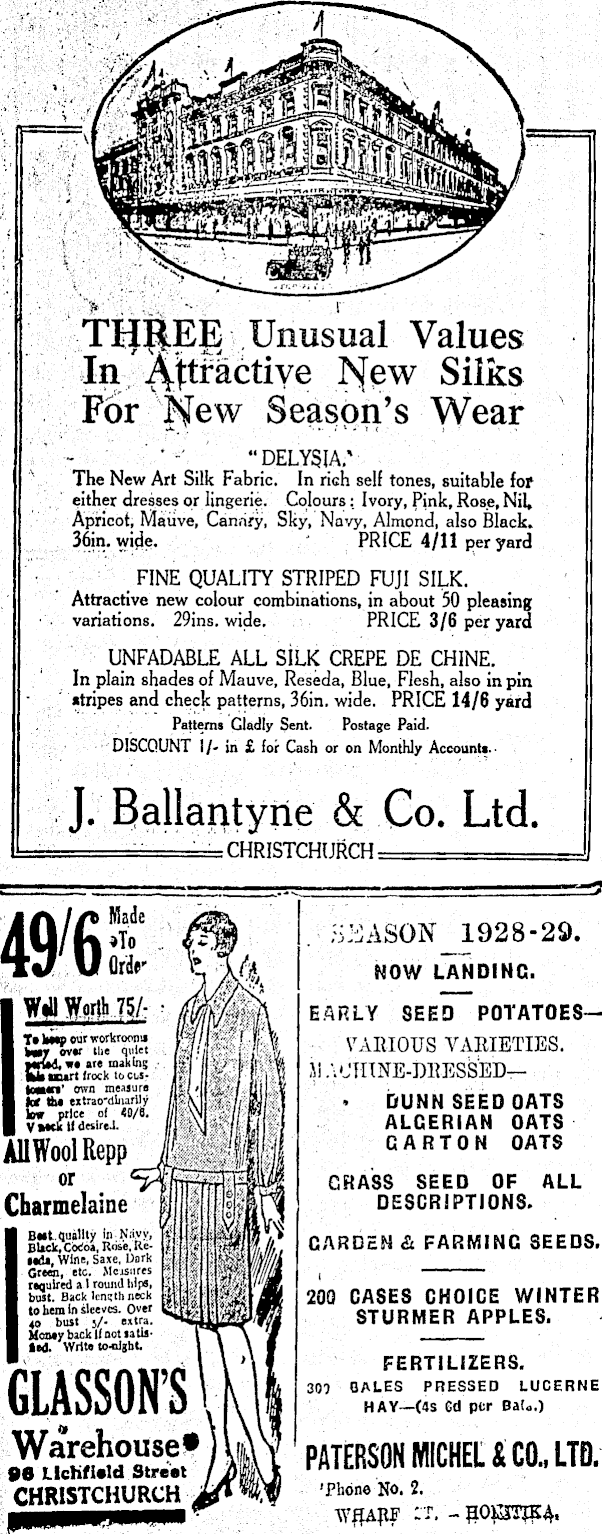 THREE Unusual Values
In Attractive New Silks
For New Season's Wear
"DELYSIA."
The New Art Silk Fabric. In rich self tones, suitable for
either dresses or lingerie. Colours: Ivory, Pink, Rose, Nil,
Apricot, Mauve, Canary, Sky, Navy, Almond, also Black.
36in. wide. PRICE 4/11 per yard
FINE QUALITY STRIPED FUJI SILK.
Attractive new colour combinations, in about 50 pleasing
variations. 29ins. wide. PRICE 3/6 per yard
UNFADABLE ALL SILK CREPE DE CHINE.
In plain shades of Mauve, Reseda, Blue, Flesh, also in pin
stripes and check patterns, 36in. wide. PRICE 14/6 yard
Patterns Gladly Sent. Postage Paid.
DISCOUNT 1/- in £ for Cash or on Monthly Accounts.
J. Ballantyne & Co. Ltd.
CHRISTCHURCH
49/6 Made
To
Order
Well Worth 75/-
To keep our workrooms
busy over the quiet
period, we are making
this smart frock to cus-
tomers' own measure
for the extraordinarily
low price of 49/6.
V neck if desired.
All Wool Repp
or
Charmelaine
Best quality in Navy,
Black, Cocoa, Rose, Re-
seda, Wine, Saxe, Dark
Green, etc. Measures
required all round hips,
bust. Back length neck
to hem in sleeves. Over
40 bust 5/- extra.
Money back if not satis-
fied. Write to-night.
GLASSON'S
Warehouse
96 Lichfield Street
CHRISTCHURCH
SEASON 1928-29.
NOW LANDING.
EARLY SEED POTATOES—
VARIOUS VARIETIES.
MACHINE-DRESSED—
DUNN SEED OATS
ALGERIAN OATS
GARTON OATS
GRASS SEED OF ALL
DESCRIPTIONS.
GARDEN & FARMING SEEDS.
200 CASES CHOICE WINTER
STURMER APPLES.
FERTILIZERS.
300 BALES PRESSED LUCERNE
HAY—(4s 6d per Bale.)
PATERSON MICHEL & CO., LTD.
'Phone No. 2.
WHARF ST. - HOKITIKA.